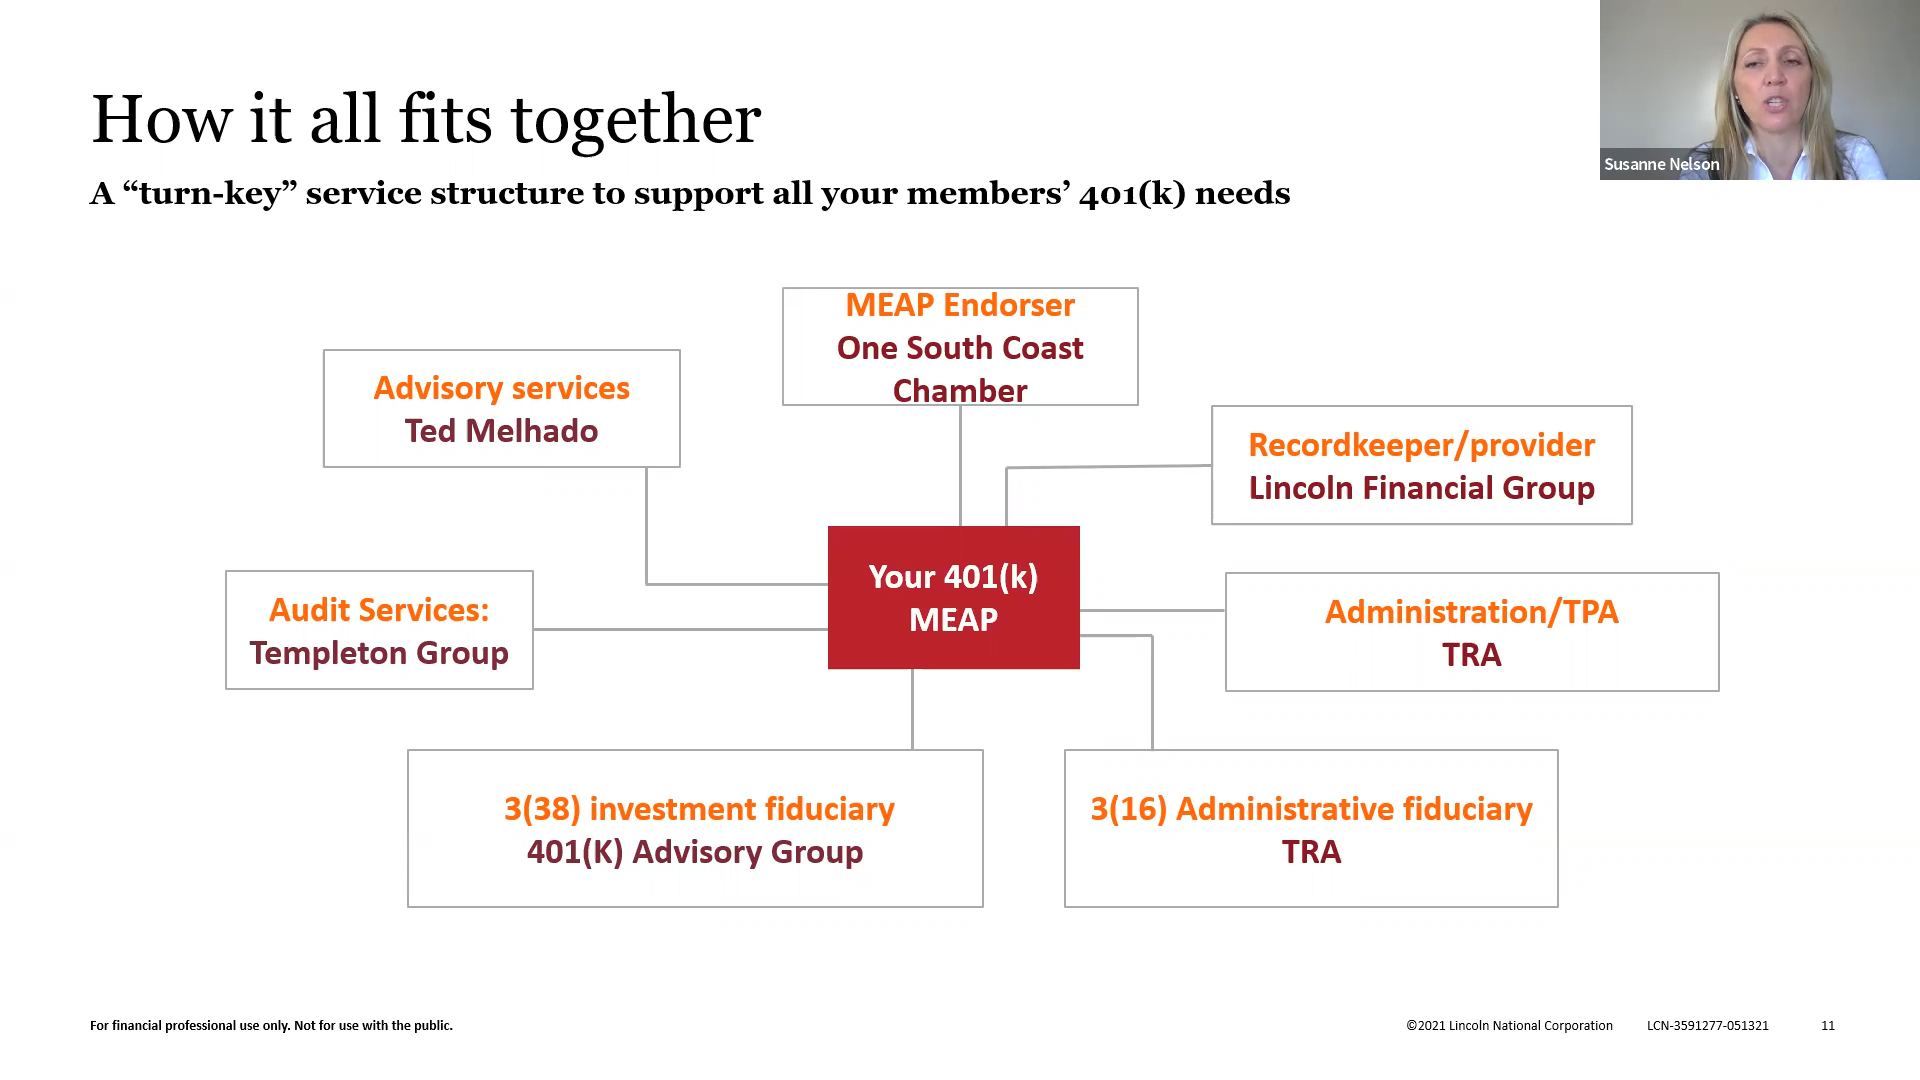 How it all fits together
Susanne Nelson
A “turn-key” service structure to support all your members’ 401(k) needs
MEAP Endorser
One South Coast
Chamber
Advisory services
Ted Melhado
Recordkeeper/provider
Lincoln Financial Group
Your 401(k)
MEAP
Audit Services:
Templeton Group
Administration/TPA
TRA
3(38) investment fiduciary
401(K) Advisory Group
3(16) Administrative fiduciary
TRA
For financial professional use only. Not for use with the public.
©2021 Lincoln National Corporation
LCN-3591277-051321
11